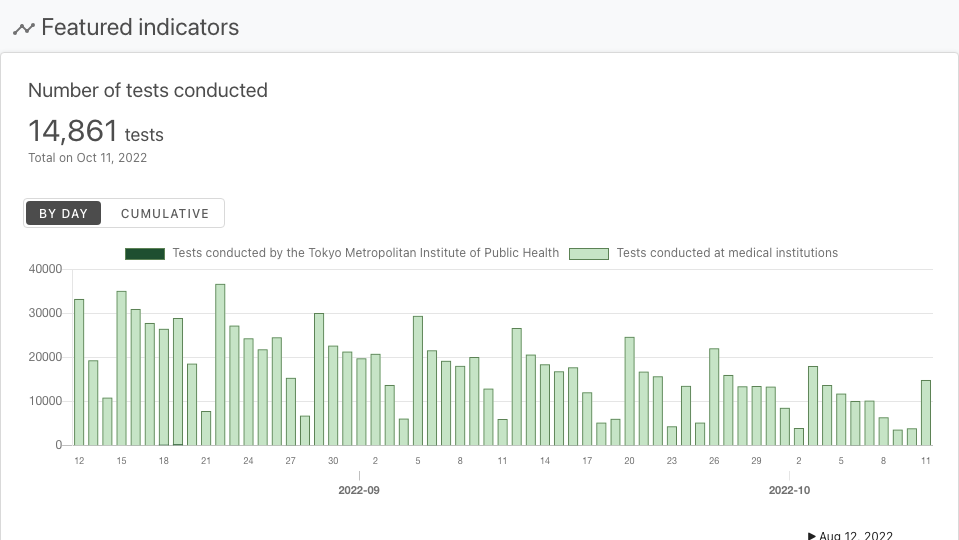 Featured indicators
Number of tests conducted
14,861 tests
Total on Oct 11, 2022
BY DAY CUMULATIVE
Tests conducted by the Tokyo Metropolitan Institute of Public Health Tests conducted at medical institutions
40000
30000
20000
10000
0
12 15 18 21 24 27 30 2 5 8 11 14 17 20 23 26 29 2 5 8 11
2022-09 2022-10
▶ Aug 12, 2022